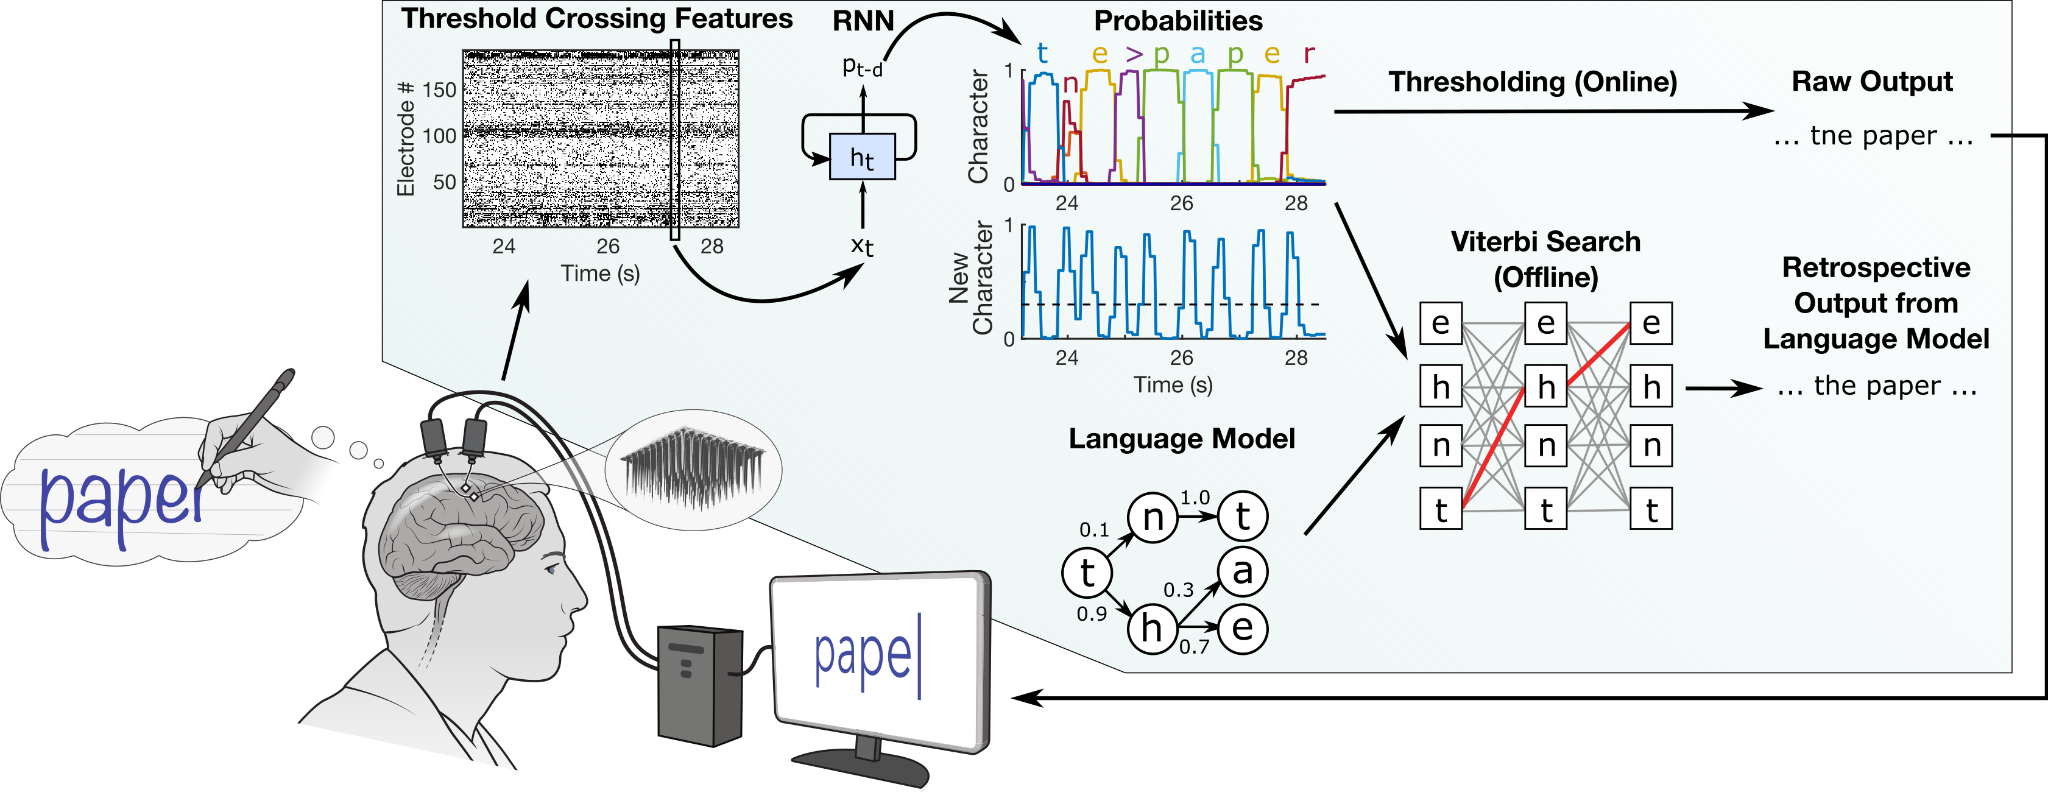 Threshold Crossing Features
Electrode #
150
100
50
24 26 28
Time (s)
RNN
pt-d
ht
xt
Probabilities
t n e > p a p e r
Character
1
0
24 26 28
New
Character
1
0
24 26 28
Time (s)
Thresholding (Online)
Raw Output
... tne paper ...
Viterbi Search
(Offline)
e e e
h h h
n n n
t t t
Retrospective
Output from
Language Model
... the paper ...
Language Model
t
0.1
n
1.0
t
0.9
h
0.3
a
0.7
e
paper
pape